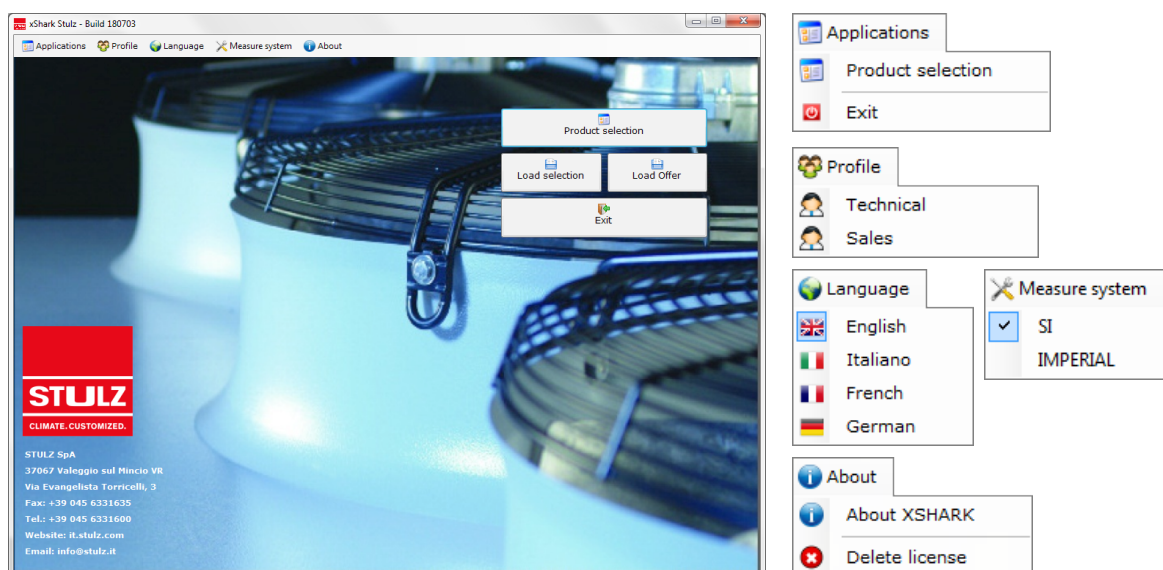 xShark Stulz - Build 180703
Applications Profile Language Measure system About
Product selection
Load selection Load Offer
Exit
STULZ
CLIMATE. CUSTOMIZED.
STULZ SpA
37067 Valeggio sul Mincio VR
Via Evangelista Torricelli, 3
Fax: +39 045 6331635
Tel.: +39 045 6331600
Website: it.stulz.com
Email: info@stulz.it
Applications
Product selection
Exit
Profile
Technical
Sales
Language
English
Italiano
French
German
Measure system
SI
IMPERIAL
About
About XSHARK
Delete license